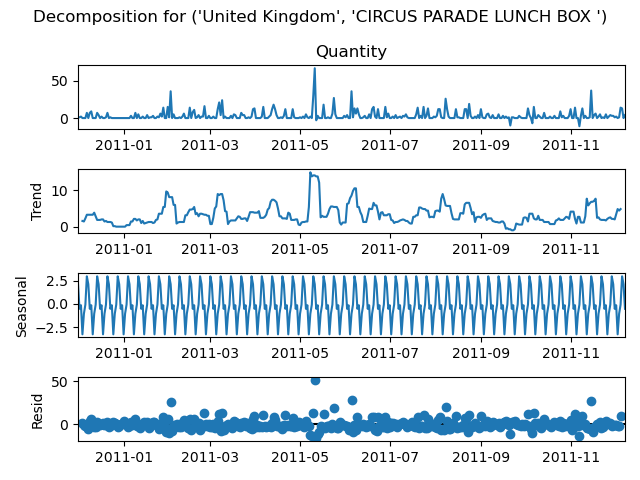 Decomposition for ('United Kingdom', 'CIRCUS PARADE LUNCH BOX ')
Quantity
50
0
2011-01 2011-03 2011-05 2011-07 2011-09 2011-11
Trend
10
0
2011-01 2011-03 2011-05 2011-07 2011-09 2011-11
Seasonal
2.5
0.0
−2.5
2011-01 2011-03 2011-05 2011-07 2011-09 2011-11
Resid
50
0
2011-01 2011-03 2011-05 2011-07 2011-09 2011-11